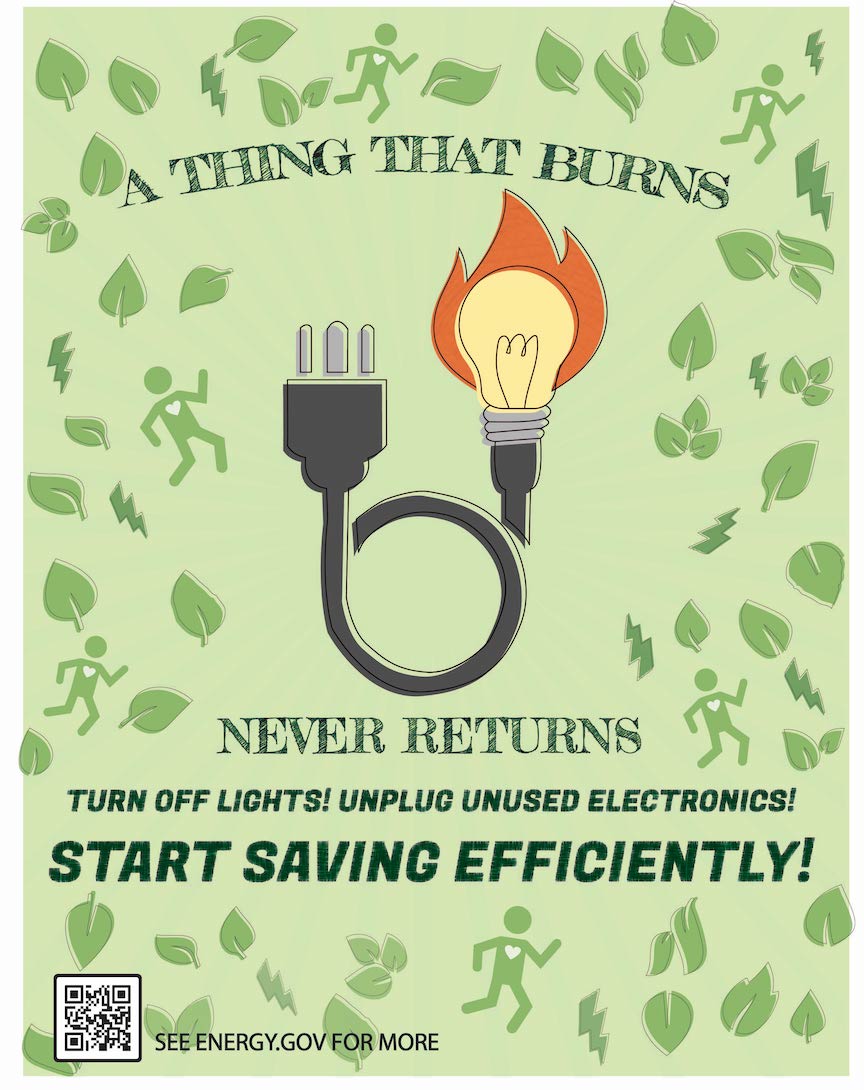 A THING THAT BURNS
NEVER RETURNS
TURN OFF LIGHTS! UNPLUG UNUSED ELECTRONICS!
START SAVING EFFICIENTLY!
SEE ENERGY.GOV FOR MORE